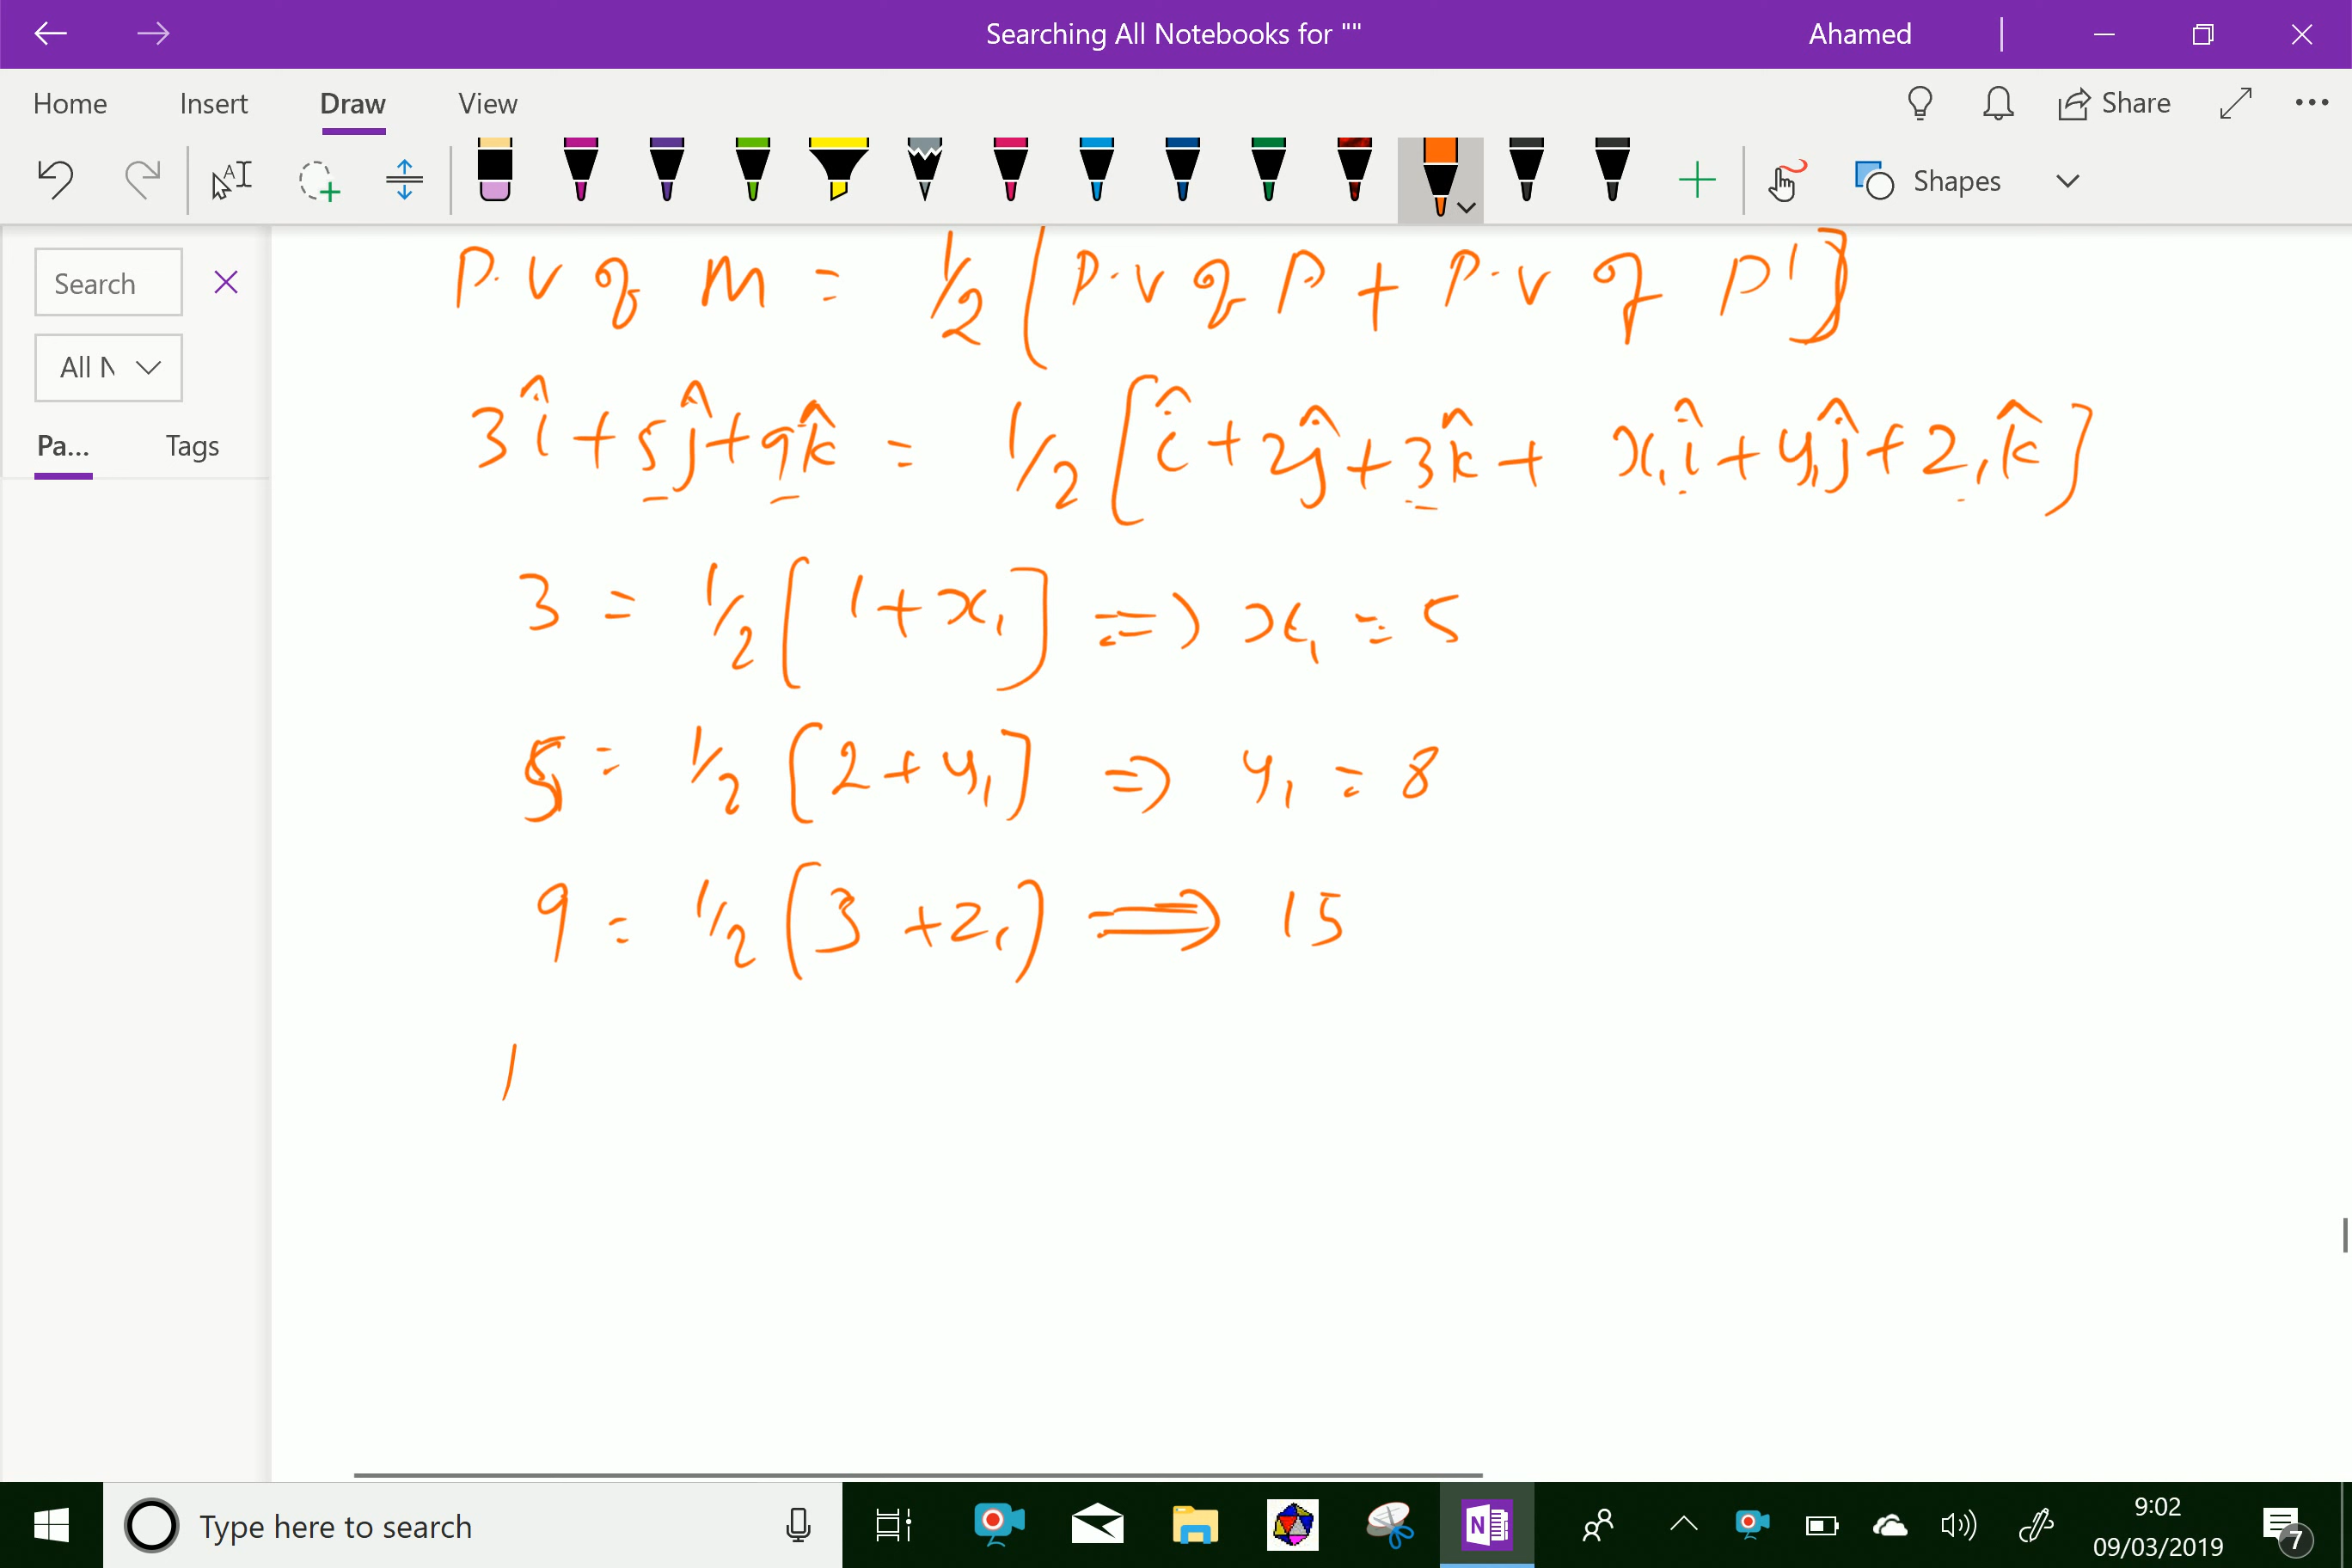 Searching All Notebooks for ""
Ahamed
Home Insert Draw View
Share
Shapes
Search
All N
Pa... Tags
P.V of M = 1/2 [P.V of P + P.V of P']
3î + 5ĵ + 9k̂ = 1/2 [î + 2ĵ + 3k̂ + x₁î + y₁ĵ + z₁k̂]
3 = 1/2 [1 + x₁] => x₁ = 5
5 = 1/2 [2 + y₁] => y₁ = 8
9 = 1/2 (3 + z₁) => 15
Type here to search
9:02
09/03/2019
7